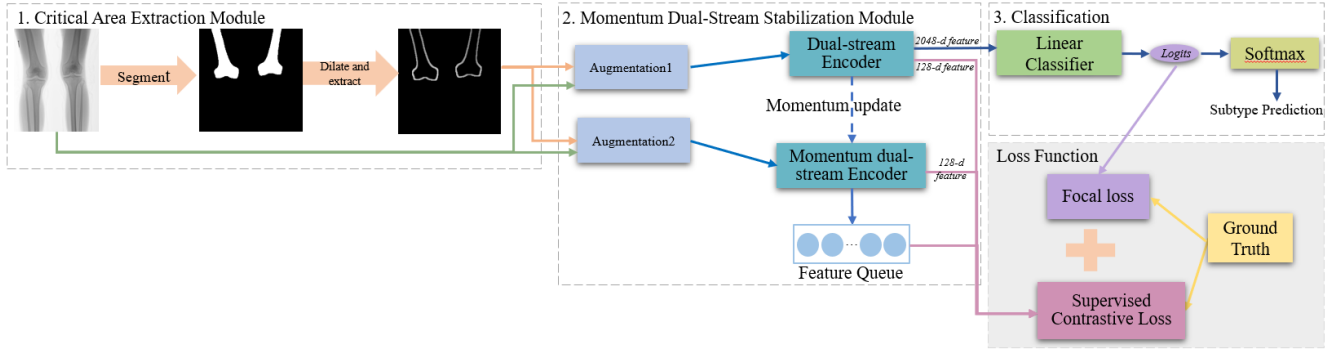 1. Critical Area Extraction Module
Segment
Dilate and
extract
2. Momentum Dual-Stream Stabilization Module
Augmentation1
Augmentation2
Dual-stream
Encoder
2048-d feature
128-d feature
Momentum update
Momentum dual-
stream Encoder
128-d
feature
...
Feature Queue
3. Classification
Linear
Classifier
Logits
Softmax
Subtype Prediction
Loss Function
Focal loss
Ground
Truth
Supervised
Contrastive Loss